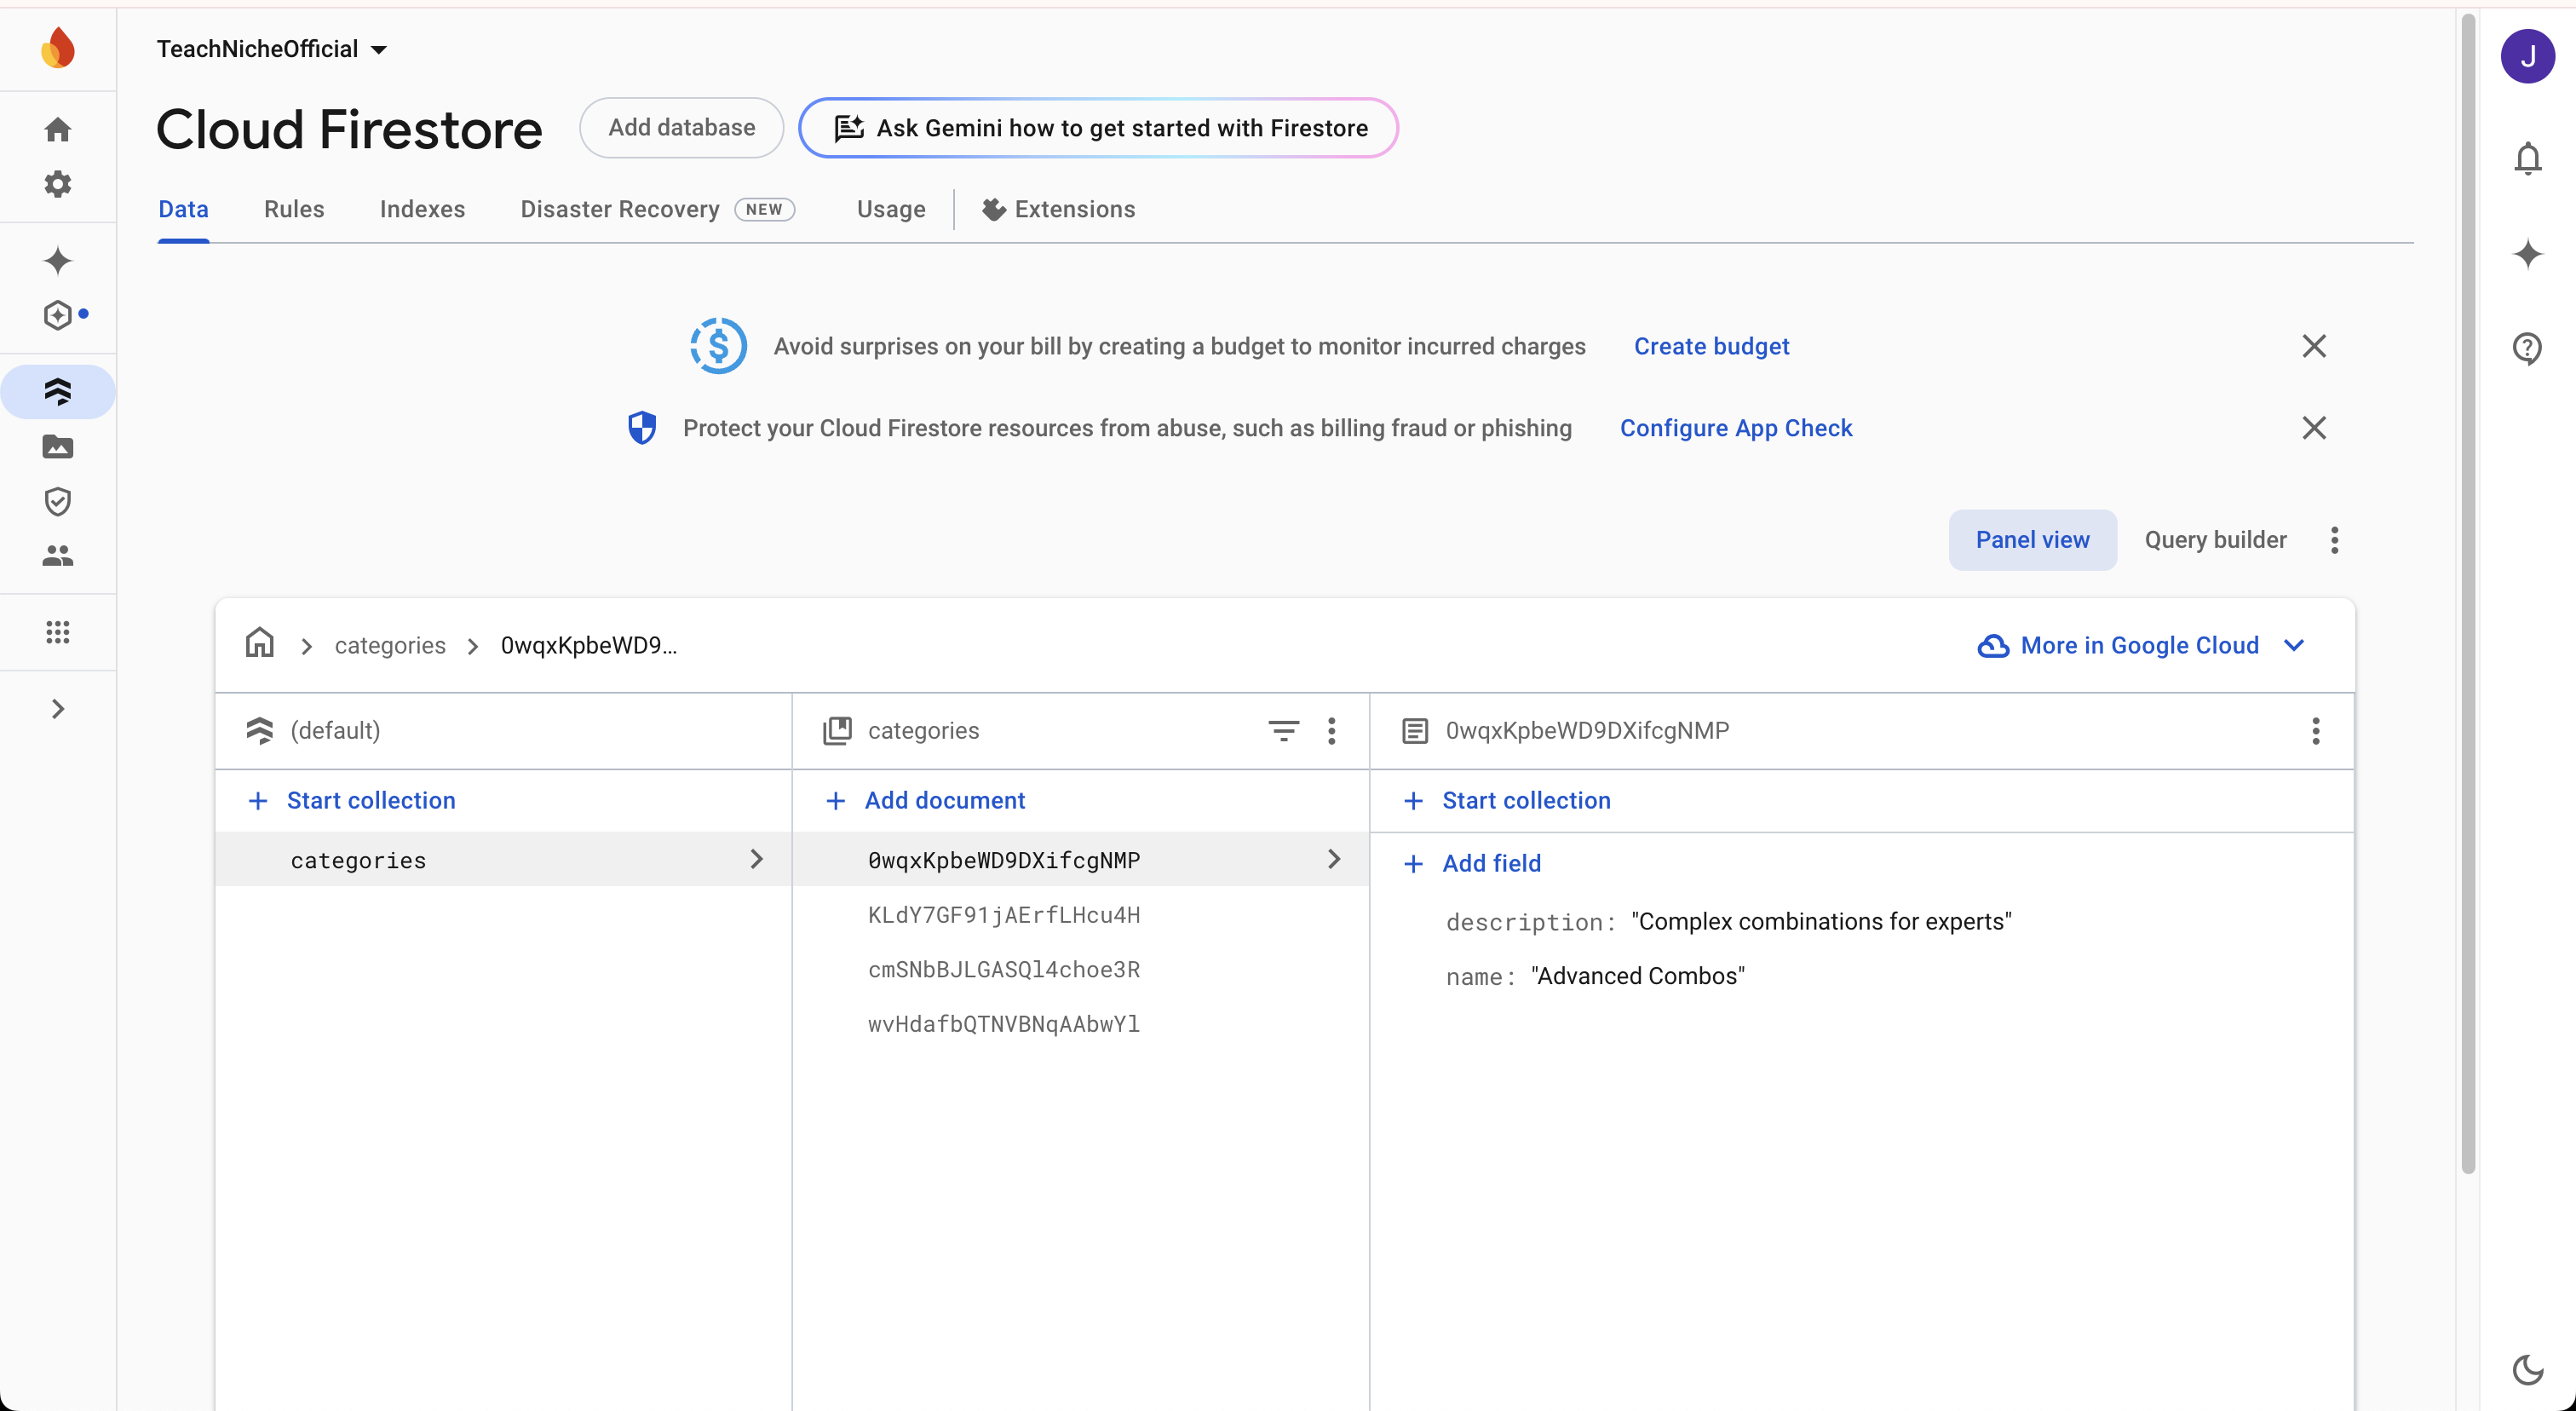 TeachNicheOfficial
J
Cloud Firestore
Add database
Ask Gemini how to get started with Firestore
Data
Rules
Indexes
Disaster Recovery
NEW
Usage
Extensions
Avoid surprises on your bill by creating a budget to monitor incurred charges
Create budget
Protect your Cloud Firestore resources from abuse, such as billing fraud or phishing
Configure App Check
Panel view
Query builder
categories
0wqxKpbeWD9...
More in Google Cloud
(default)
categories
0wqxKpbeWD9DXifcgNMP
Start collection
Add document
Start collection
categories
0wqxKpbeWD9DXifcgNMP
KLdY7GF91jAErfLHcu4H
cmSNbBJLGASQl4choe3R
wvHdafbQTNVBNqAAbwYl
Add field
description: "Complex combinations for experts"
name: "Advanced Combos"